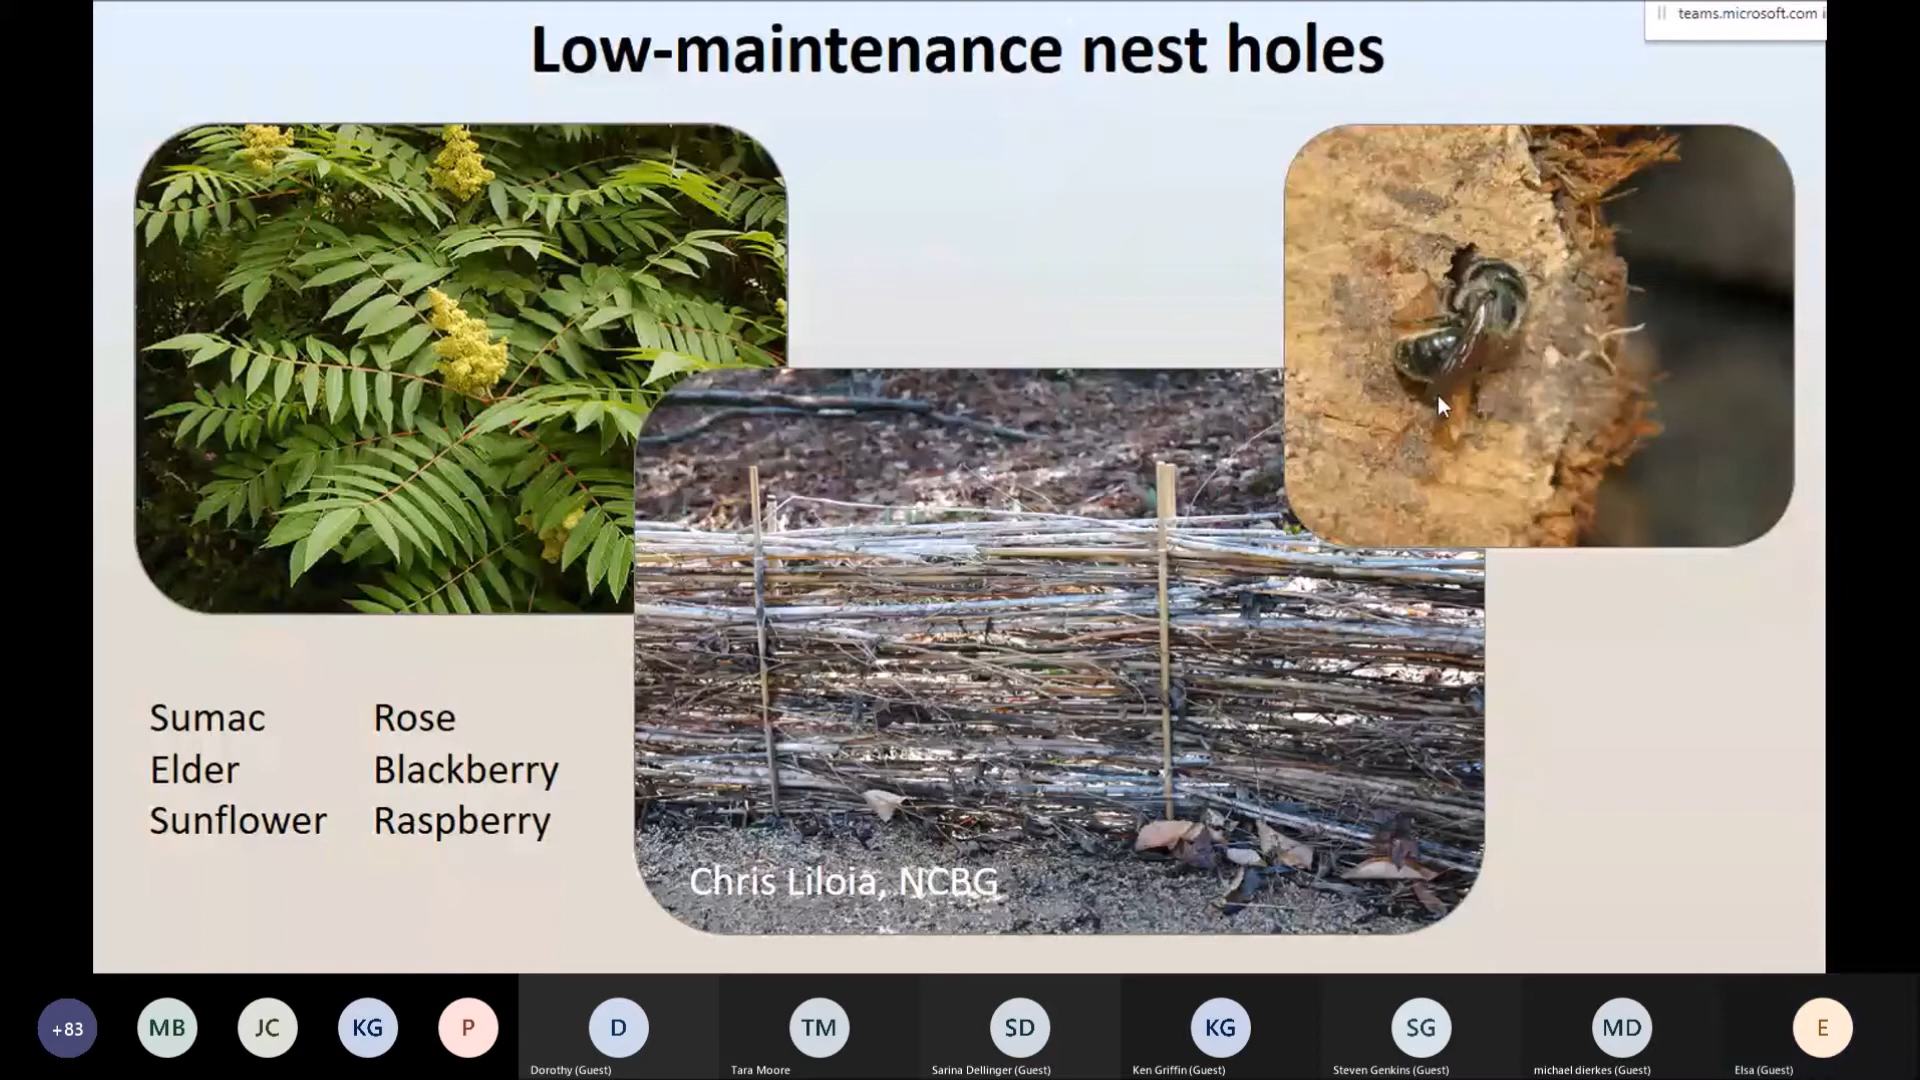 teams.microsoft.com i
Low-maintenance nest holes
Sumac
Elder
Sunflower
Rose
Blackberry
Raspberry
Chris Liloia, NCBG
+83
MB
JC
KG
P
D
Dorothy (Guest)
TM
Tara Moore
SD
Sarina Dellinger (Guest)
KG
Ken Griffin (Guest)
SG
Steven Genkins (Guest)
MD
michael dierkes (Guest)
E
Elsa (Guest)